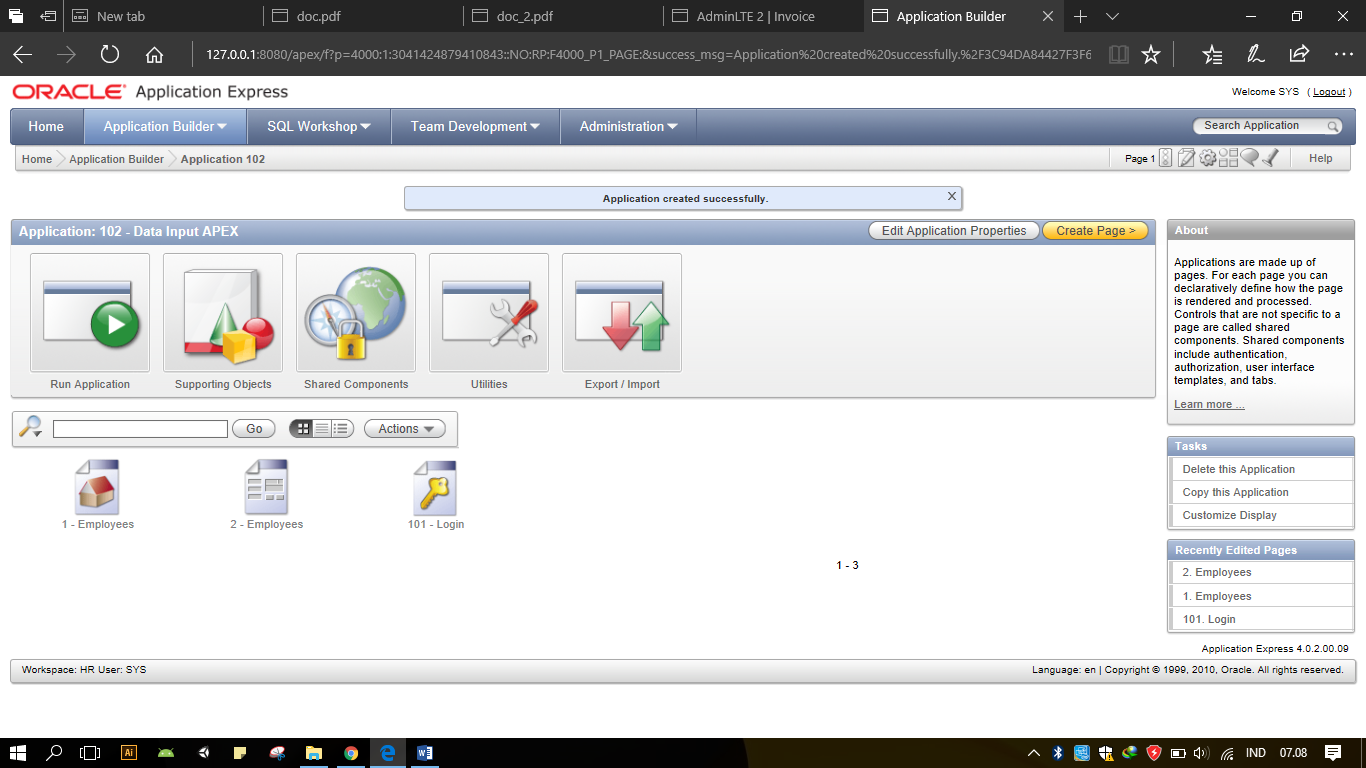 New tab
doc.pdf
doc_2.pdf
AdminLTE 2 | Invoice
Application Builder
127.0.0.1:8080/apex/f?p=4000:1:3041424879410843::NO:RP:F4000_P1_PAGE:&success_msg=Application%20created%20successfully.%2F3C94DA84427F3F6
ORACLE Application Express
Welcome SYS ( Logout )
Home
Application Builder
SQL Workshop
Team Development
Administration
Search Application
Home
Application Builder
Application 102
Page 1
Help
Application created successfully.
X
Application: 102 - Data Input APEX
Edit Application Properties
Create Page >
Run Application
Supporting Objects
Shared Components
Utilities
Export / Import
About
Applications are made up of
pages. For each page you can
declaratively define how the page
is rendered and processed.
Controls that are not specific to a
page are called shared
components. Shared components
include authentication,
authorization, user interface
templates, and tabs.
Learn more ...
Go
Actions
1 - Employees
2 - Employees
101 - Login
1 - 3
Tasks
Delete this Application
Copy this Application
Customize Display
Recently Edited Pages
2. Employees
1. Employees
101. Login
Application Express 4.0.2.00.09
Workspace: HR User: SYS
Language: en | Copyright © 1999, 2010, Oracle. All rights reserved.
Ai
IND
07.08